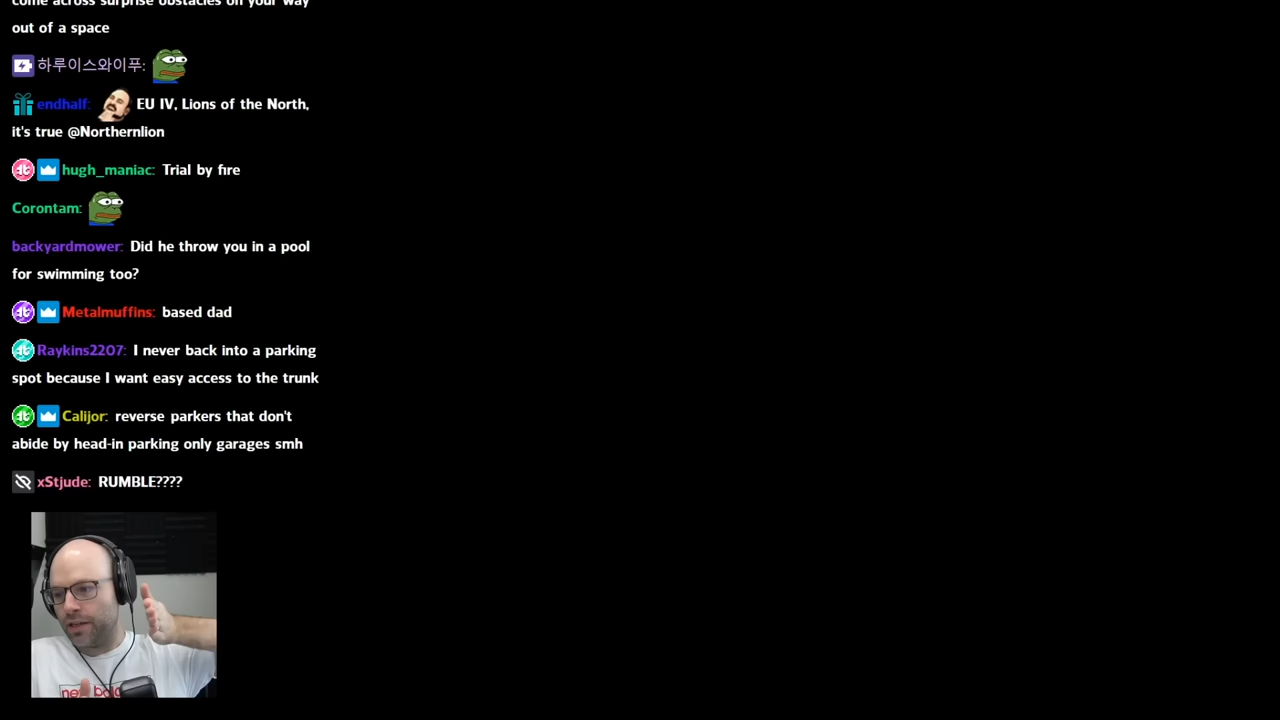 come across surprise obstacles on your way
out of a space
하루이스와이푸:
endhalf: EU IV, Lions of the North,
it's true @Northernlion
hugh_maniac: Trial by fire
Corontam:
backyardmower: Did he throw you in a pool
for swimming too?
Metalmuffins: based dad
Raykins2207: I never back into a parking
spot because I want easy access to the trunk
Calijor: reverse parkers that don't
abide by head-in parking only garages smh
xStjude: RUMBLE????